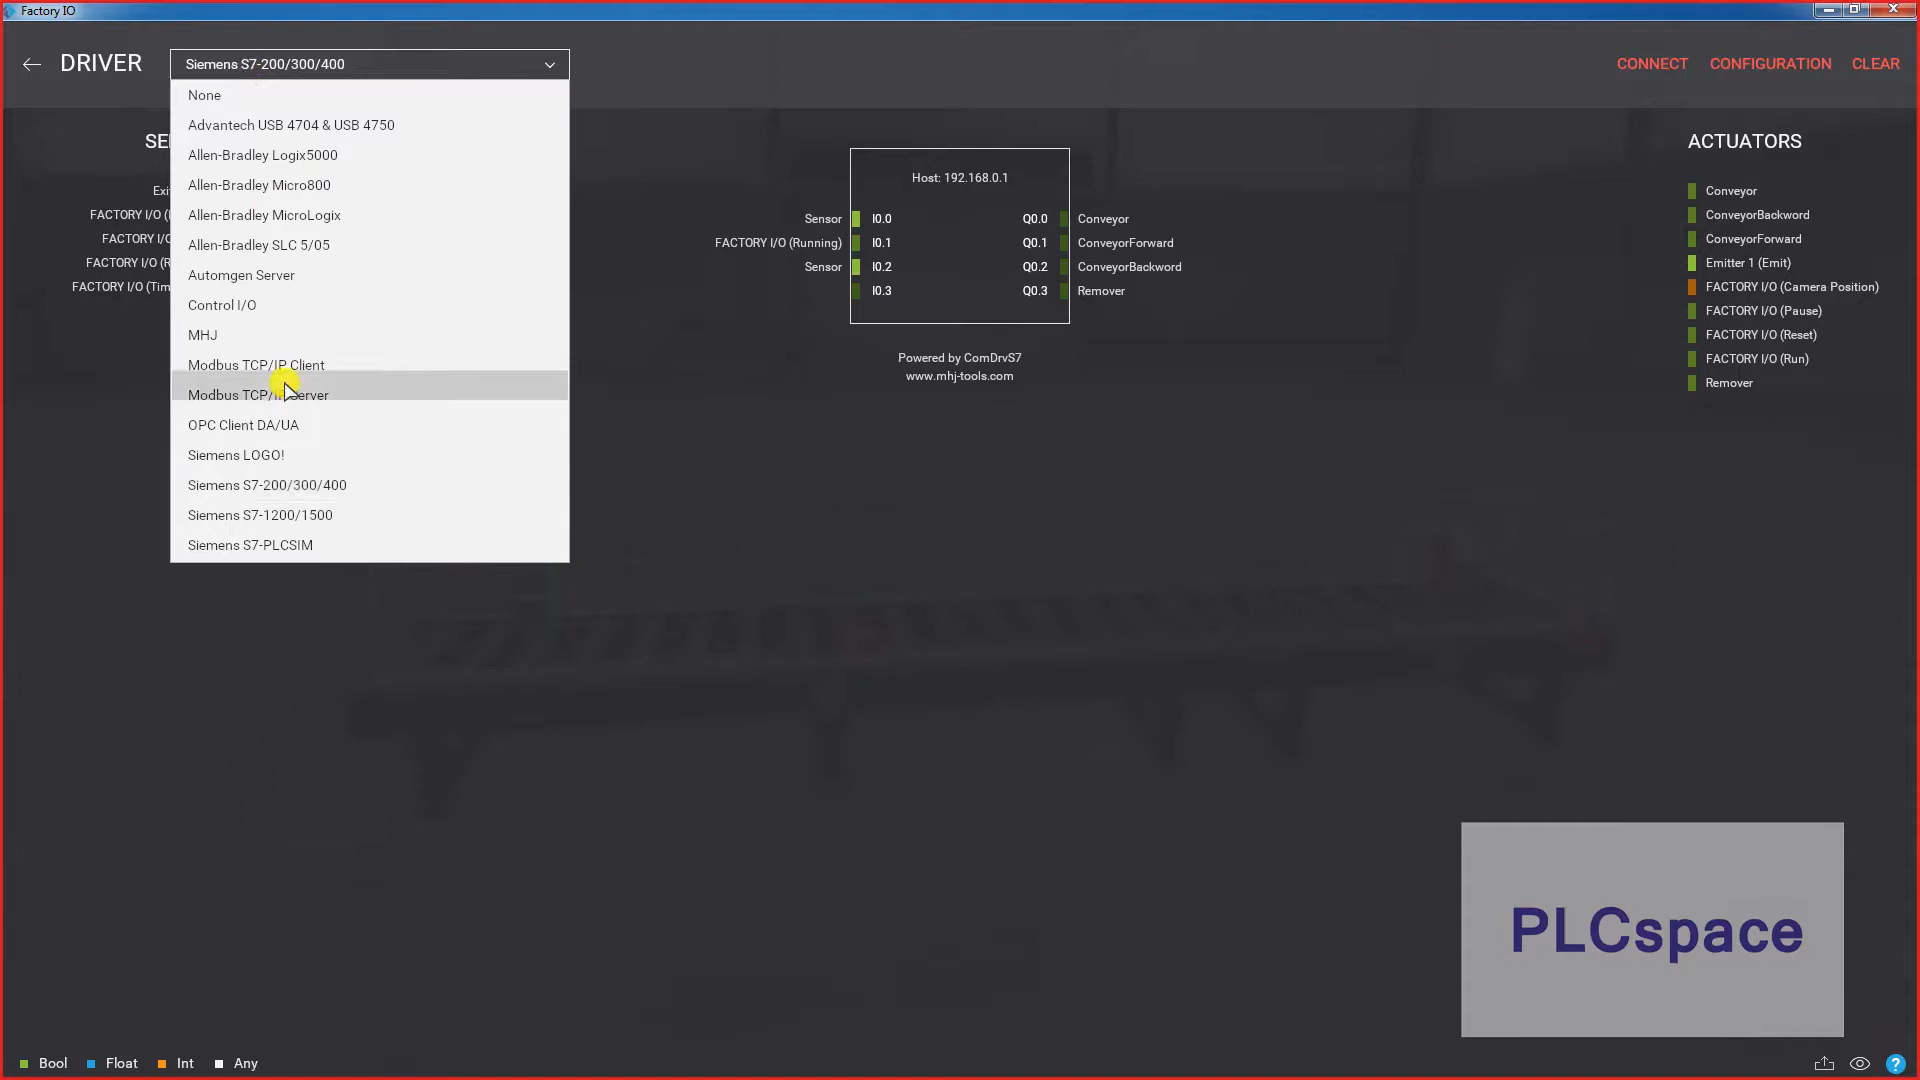 Factory IO
DRIVER
Siemens S7-200/300/400
CONNECT
CONFIGURATION
CLEAR
None
Advantech USB 4704 & USB 4750
Allen-Bradley Logix5000
Allen-Bradley Micro800
Allen-Bradley MicroLogix
Allen-Bradley SLC 5/05
Automgen Server
Control I/O
MHJ
Modbus TCP/IP Client
Modbus TCP/IP Server
OPC Client DA/UA
Siemens LOGO!
Siemens S7-200/300/400
Siemens S7-1200/1500
Siemens S7-PLCSIM
SE
Exi
FACTORY I/O (
FACTORY I/O
FACTORY I/O (R
FACTORY I/O (Tim
Host: 192.168.0.1
Sensor I0.0 Q0.0 Conveyor
FACTORY I/O (Running) I0.1 Q0.1 ConveyorForward
Sensor I0.2 Q0.2 ConveyorBackword
I0.3 Q0.3 Remover
Powered by ComDrvS7
www.mhj-tools.com
ACTUATORS
Conveyor
ConveyorBackword
ConveyorForward
Emitter 1 (Emit)
FACTORY I/O (Camera Position)
FACTORY I/O (Pause)
FACTORY I/O (Reset)
FACTORY I/O (Run)
Remover
PLCspace
Bool Float Int Any
?